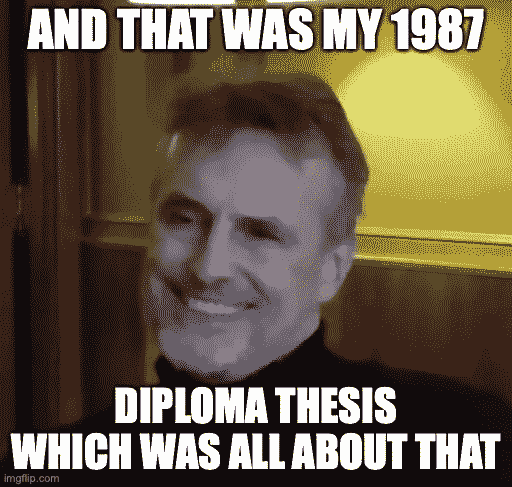 AND THAT WAS MY 1987
DIPLOMA THESIS
WHICH WAS ALL ABOUT THAT
imgflip.com